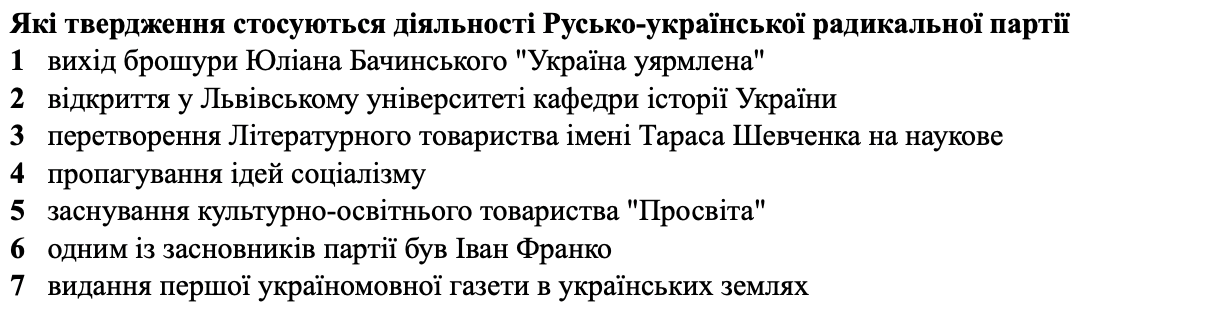 Які твердження стосуються діяльності Русько-української радикальної партії
1 вихід брошури Юліана Бачинського "Україна уярмлена"
2 відкриття у Львівському університеті кафедри історії України
3 перетворення Літературного товариства імені Тараса Шевченка на наукове
4 пропагування ідей соціалізму
5 заснування культурно-освітнього товариства "Просвіта"
6 одним із засновників партії був Іван Франко
7 видання першої україномовної газети в українських землях